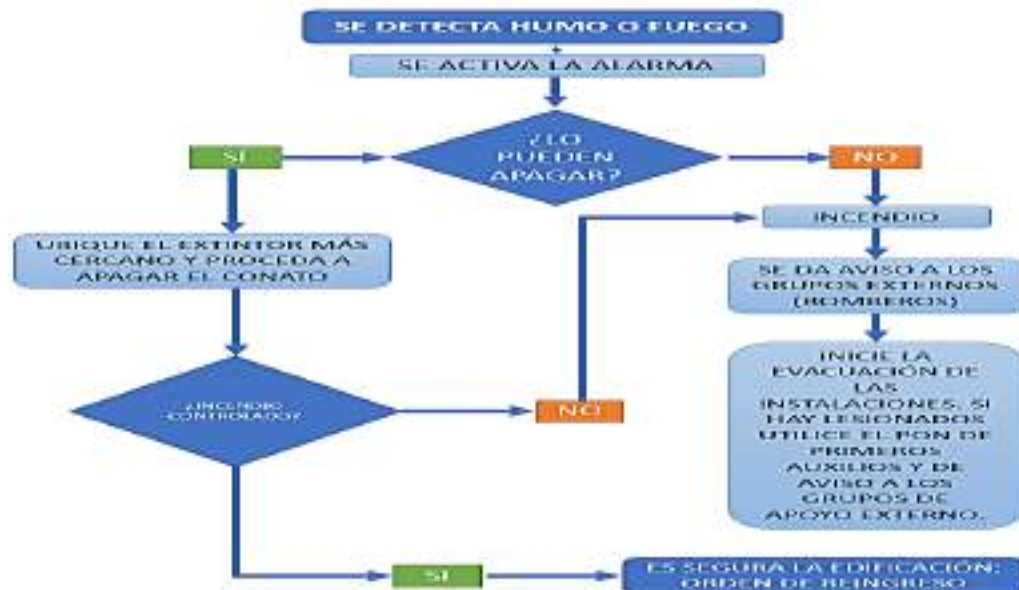 SE DETECTA HUMO O FUEGO
SE ACTIVA LA ALARMA
¿LO
PUEDEN
APAGAR?
SI
NO
UBIQUE EL EXTINTOR MÁS
CERCANO Y PROCEDA A
APAGAR EL CONATO
INCENDIO
SE DA AVISO A LOS
GRUPOS EXTERNOS
(BOMBEROS)
¿INCENDIO
CONTROLADO?
NO
INICIE LA
EVACUACIÓN DE
LAS
INSTALACIONES. SI
HAY LESIONADOS
UTILICE EL PON DE
PRIMEROS
AUXILIOS Y DE
AVISO A LOS
GRUPOS DE
APOYO EXTERNO.
SI
ES SEGURA LA EDIFICACIÓN:
ORDEN DE REINGRESO